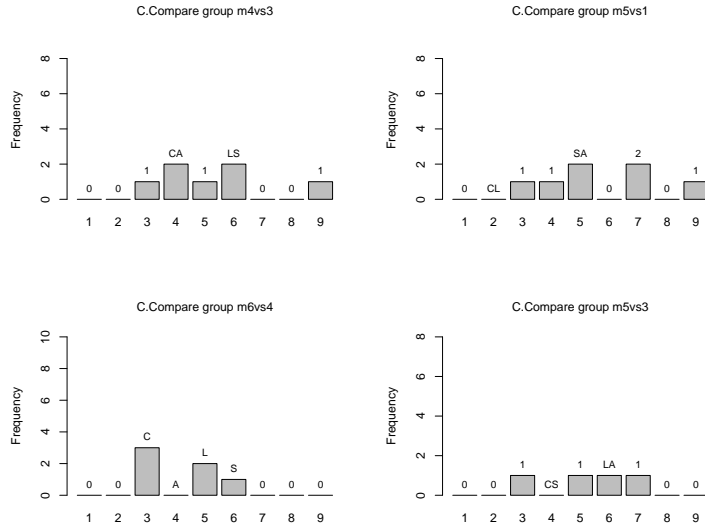 C.Compare group m4vs3
Frequency
8
6
4
2
0
0 0 1 CA 1 LS 0 0 1
1 2 3 4 5 6 7 8 9
C.Compare group m5vs1
Frequency
8
6
4
2
0
0 CL 1 1 SA 0 2 0 1
1 2 3 4 5 6 7 8 9
C.Compare group m6vs4
Frequency
10
8
6
4
2
0
0 0 C A L S 0 0 0
1 2 3 4 5 6 7 8 9
C.Compare group m5vs3
Frequency
8
6
4
2
0
0 0 1 CS 1 LA 1 0 0
1 2 3 4 5 6 7 8 9